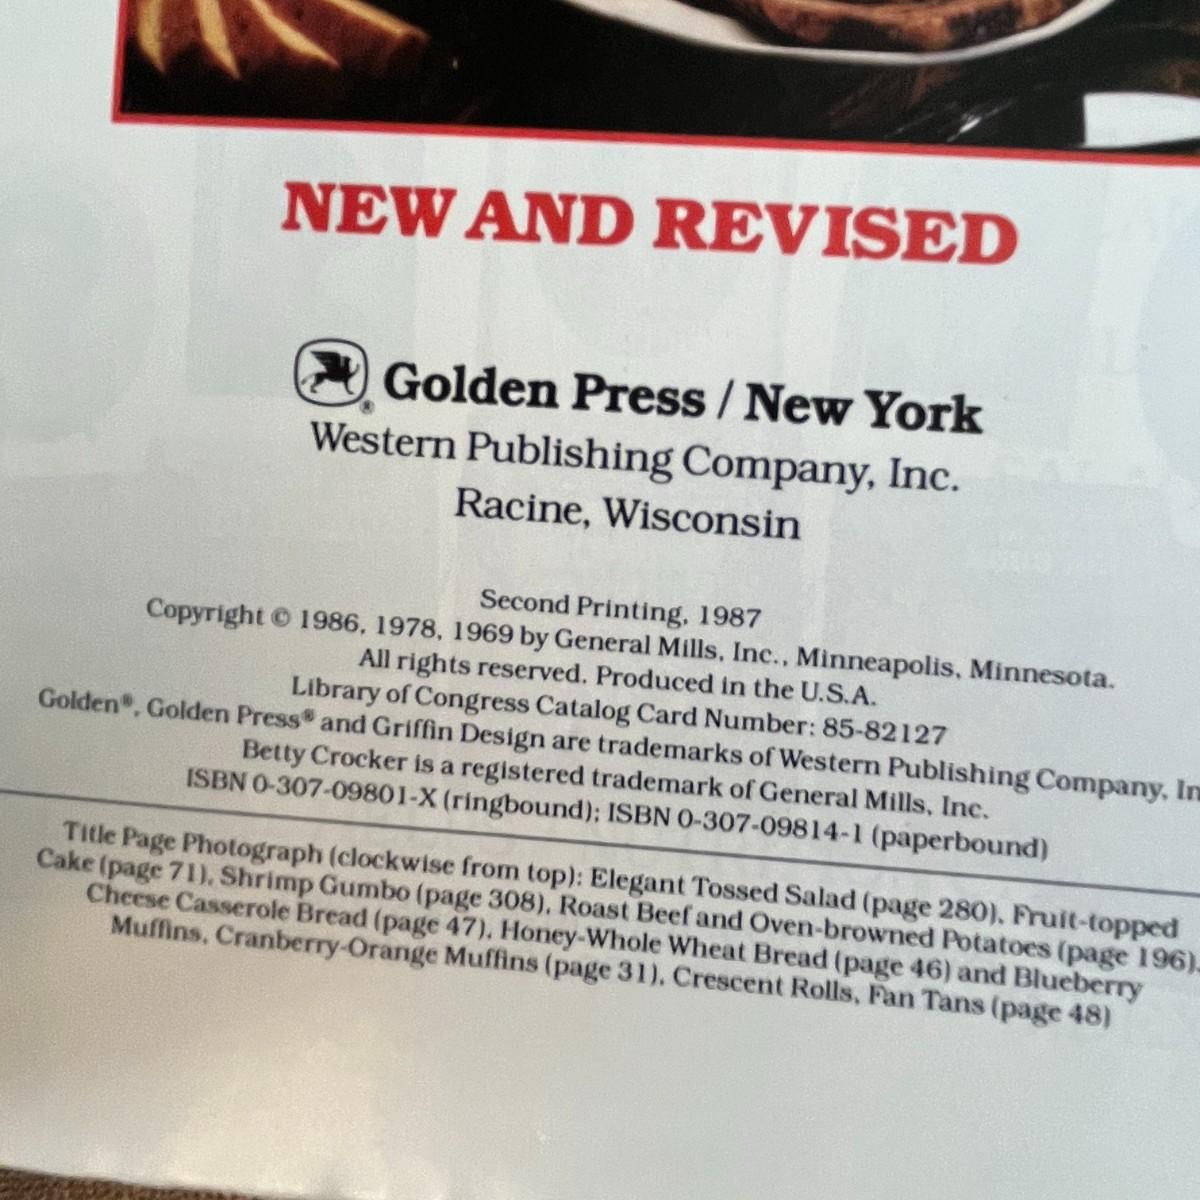 NEW AND REVISED
® Golden Press / New York
Western Publishing Company, Inc.
Racine, Wisconsin
Second Printing, 1987
Copyright © 1986, 1978, 1969 by General Mills, Inc., Minneapolis, Minnesota.
All rights reserved. Produced in the U.S.A.
Library of Congress Catalog Card Number: 85-82127
Golden®, Golden Press® and Griffin Design are trademarks of Western Publishing Company, In
Betty Crocker is a registered trademark of General Mills, Inc.
ISBN 0-307-09801-X (ringbound); ISBN 0-307-09814-1 (paperbound)
Title Page Photograph (clockwise from top): Elegant Tossed Salad (page 280), Fruit-topped
Cake (page 71), Shrimp Gumbo (page 308), Roast Beef and Oven-browned Potatoes (page 196),
Cheese Casserole Bread (page 47), Honey-Whole Wheat Bread (page 46) and Blueberry
Muffins, Cranberry-Orange Muffins (page 31), Crescent Rolls, Fan Tans (page 48)